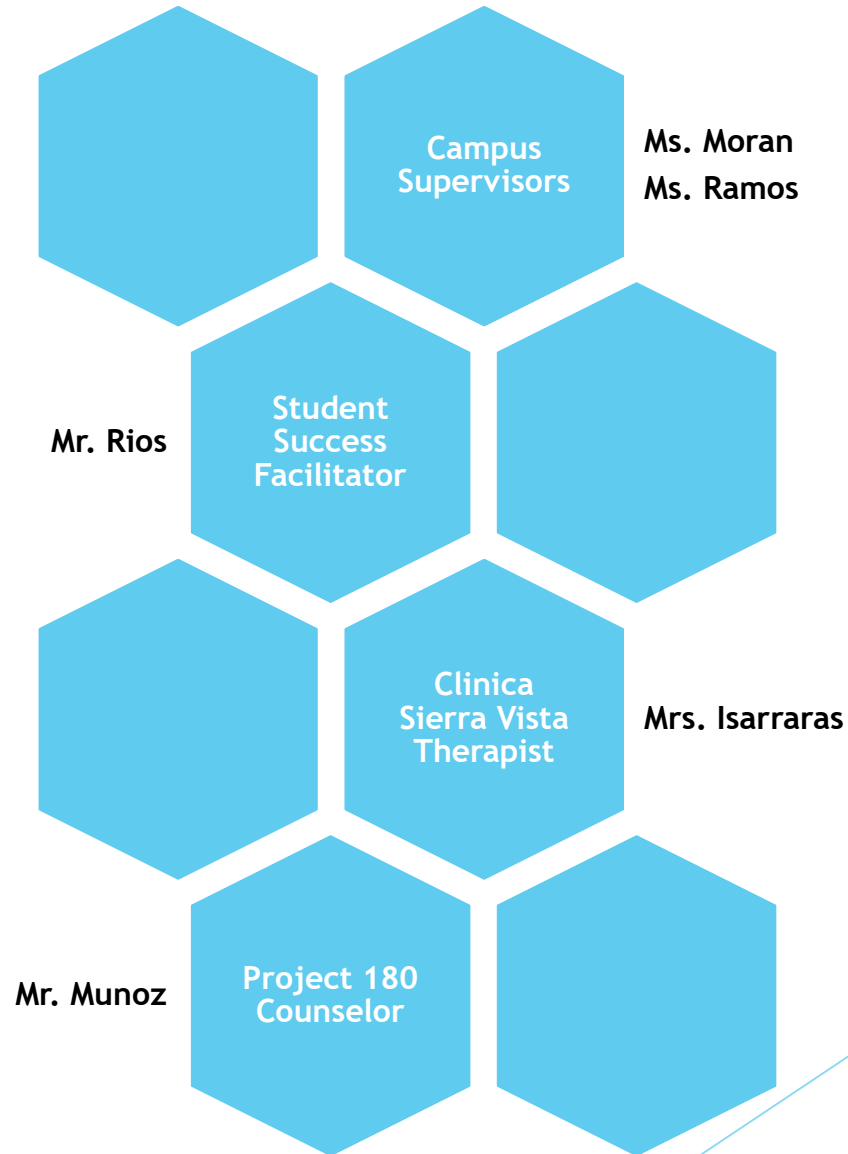 Campus
Supervisors
Ms. Moran
Ms. Ramos
Mr. Rios
Student
Success
Facilitator
Clinica
Sierra Vista
Therapist
Mrs. Isarraras
Mr. Munoz
Project 180
Counselor